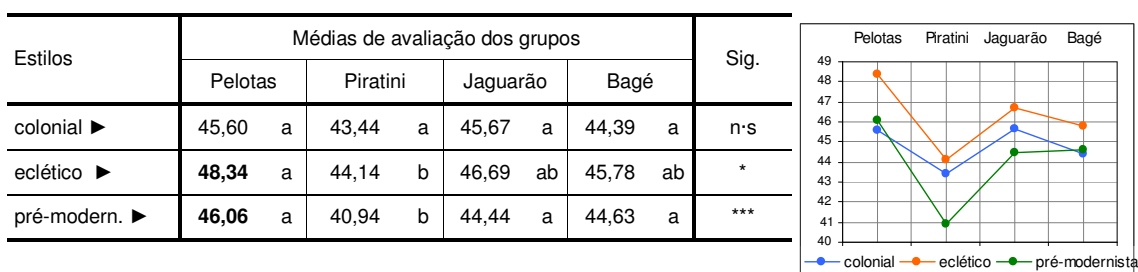 Estilos Médias de avaliação dos grupos Sig.
Pelotas Piratini Jaguarão Bagé
colonial ► 45,60 a 43,44 a 45,67 a 44,39 a n·s
eclético ► 48,34 a 44,14 b 46,69 ab 45,78 ab *
pré-modern. ► 46,06 a 40,94 b 44,44 a 44,63 a ***
Pelotas Piratini Jaguarão Bagé
49
48
47
46
45
44
43
42
41
40
colonial eclético pré-modernista